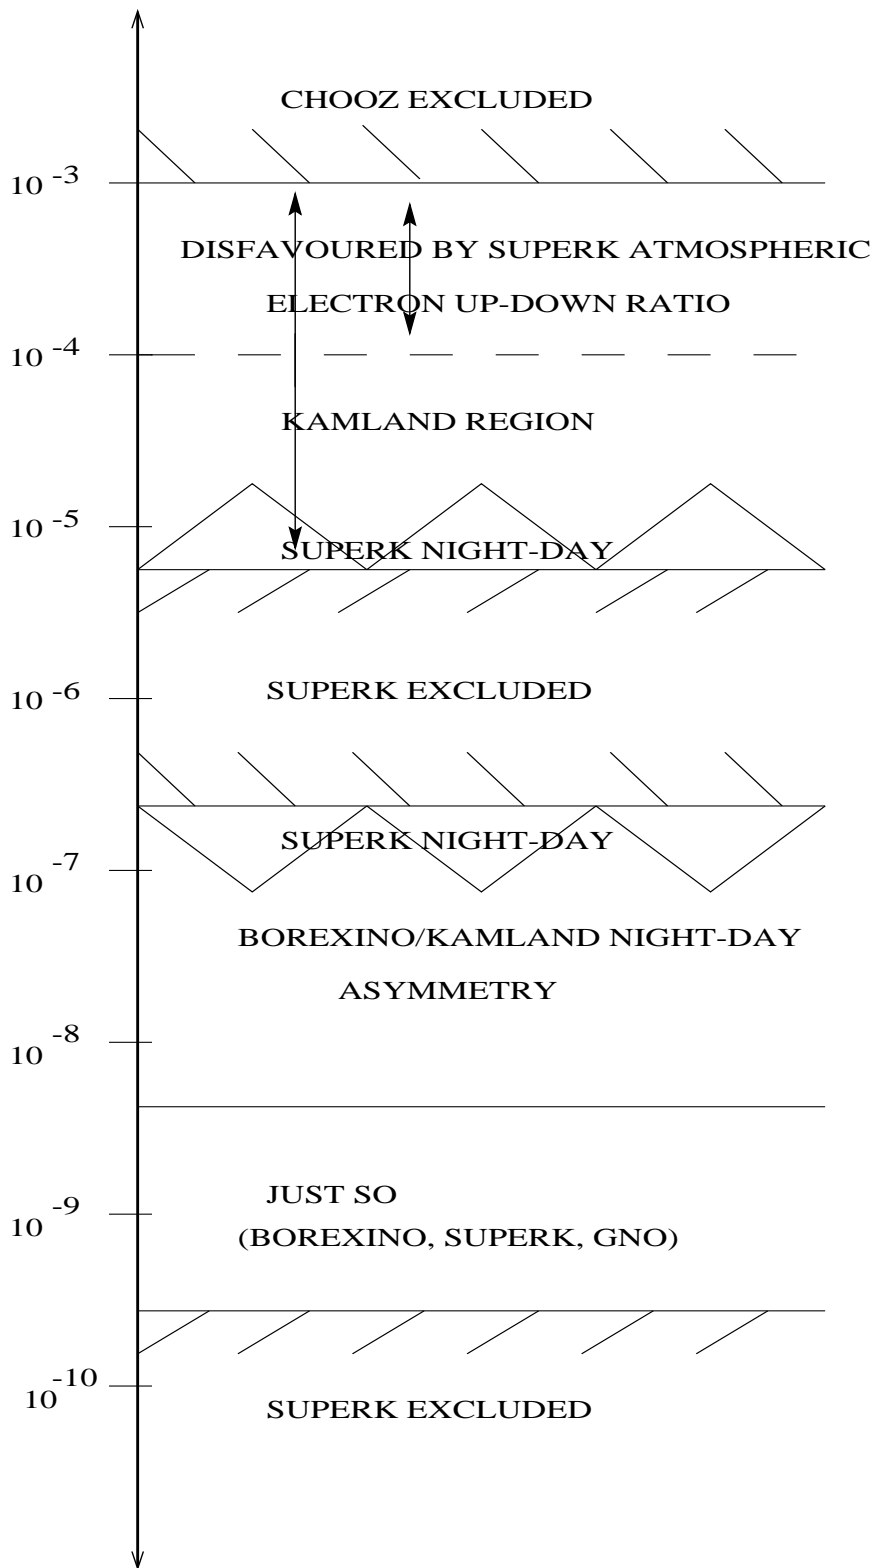 CHOOZ EXCLUDED
10 -3
DISFAVOURED BY SUPERK ATMOSPHERIC
ELECTRON UP-DOWN RATIO
10 -4
KAMLAND REGION
10 -5
SUPERK NIGHT-DAY
10 -6
SUPERK EXCLUDED
SUPERK NIGHT-DAY
10 -7
BOREXINO/KAMLAND NIGHT-DAY
ASYMMETRY
10 -8
JUST SO
10 -9
(BOREXINO, SUPERK, GNO)
10 -10
SUPERK EXCLUDED